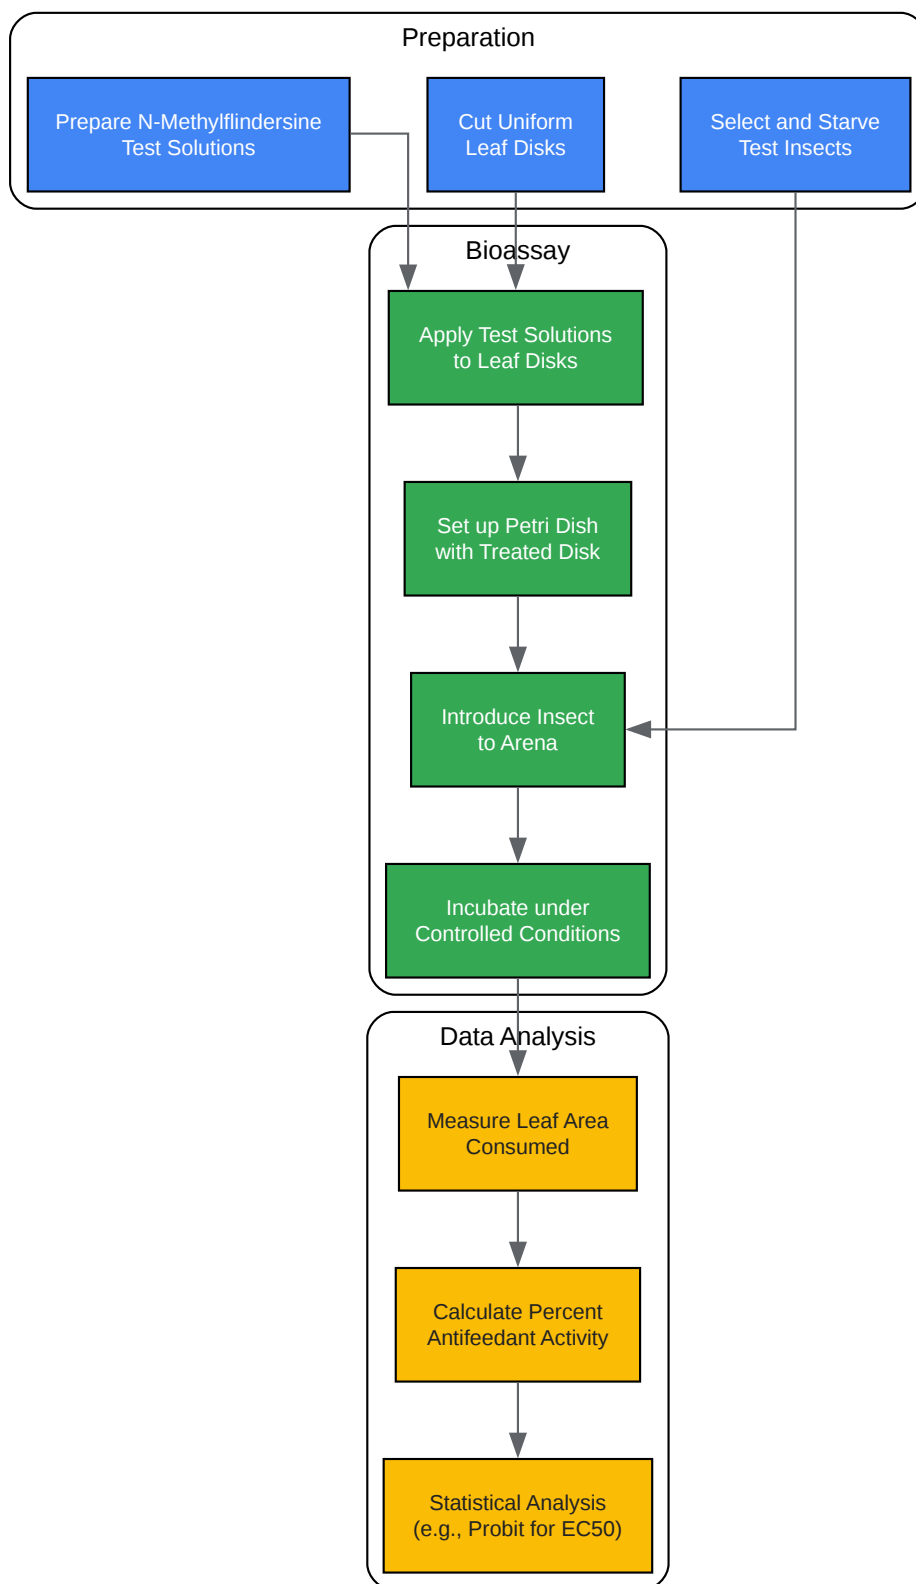 Preparation
Prepare N-Methylflindersine
Test Solutions
Cut Uniform
Leaf Disks
Select and Starve
Test Insects
Bioassay
Apply Test Solutions
to Leaf Disks
Set up Petri Dish
with Treated Disk
Introduce Insect
to Arena
Incubate under
Controlled Conditions
Data Analysis
Measure Leaf Area
Consumed
Calculate Percent
Antifeedant Activity
Statistical Analysis
(e.g., Probit for EC50)